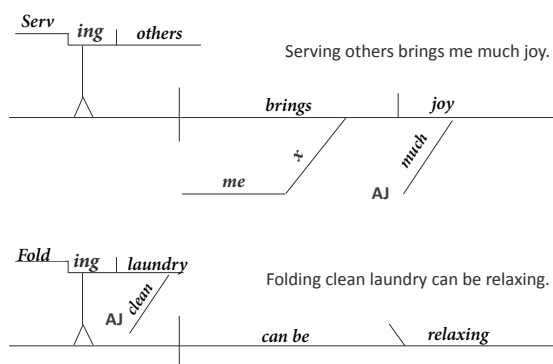 Serv
ing others
Serving others brings me much joy.
brings joy
x
much
me
AJ
Fold
ing laundry
Folding clean laundry can be relaxing.
clean
AJ
can be relaxing